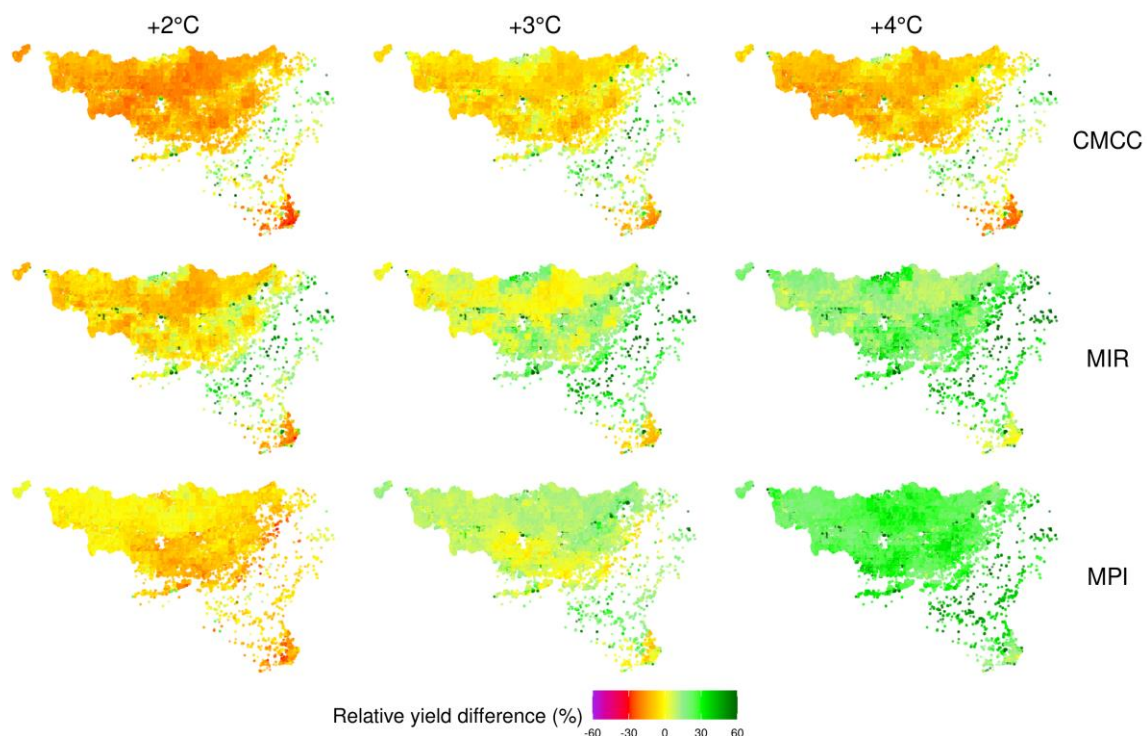 +2°C +3°C +4°C
CMCC
MIR
MPI
Relative yield difference (%)
-60 -30 0 30 60